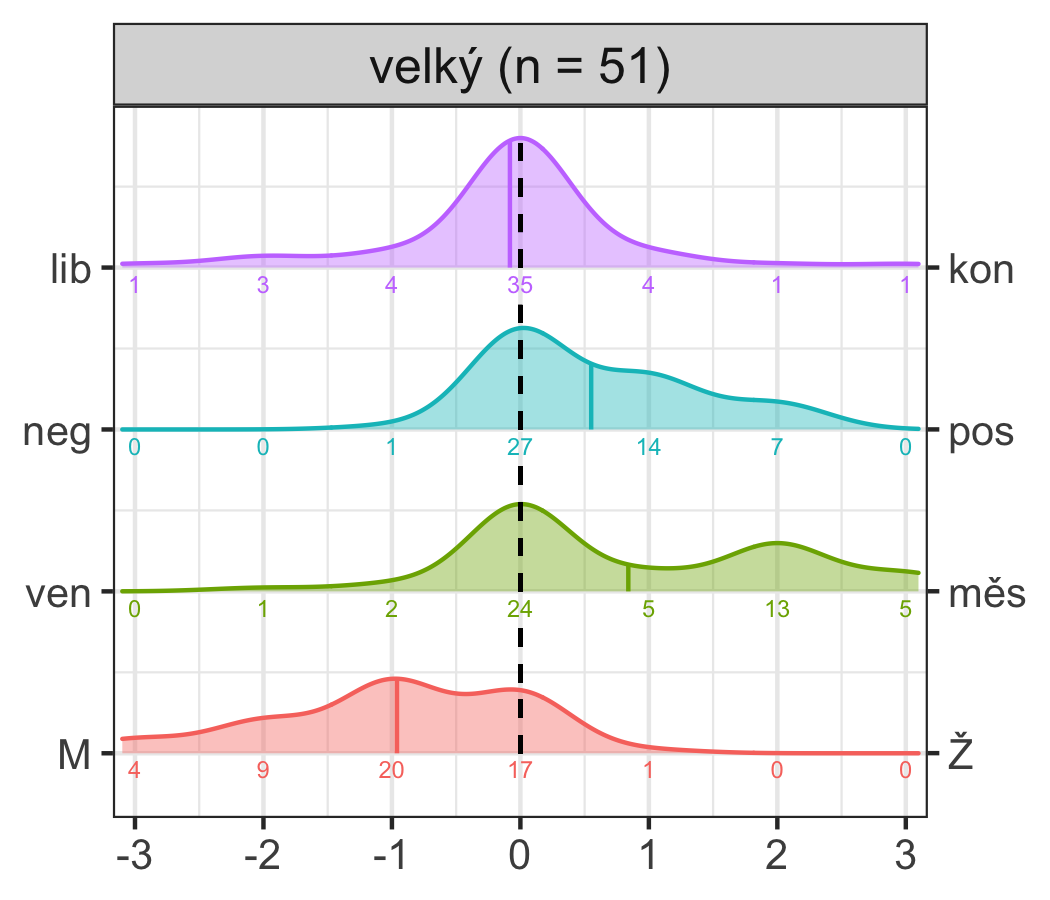 velký (n = 51)
lib kon
1 3 4 35 4 1 1
neg pos
0 0 1 27 14 7 0
ven měs
0 1 2 24 5 13 5
M Ž
4 9 20 17 1 0 0
-3 -2 -1 0 1 2 3